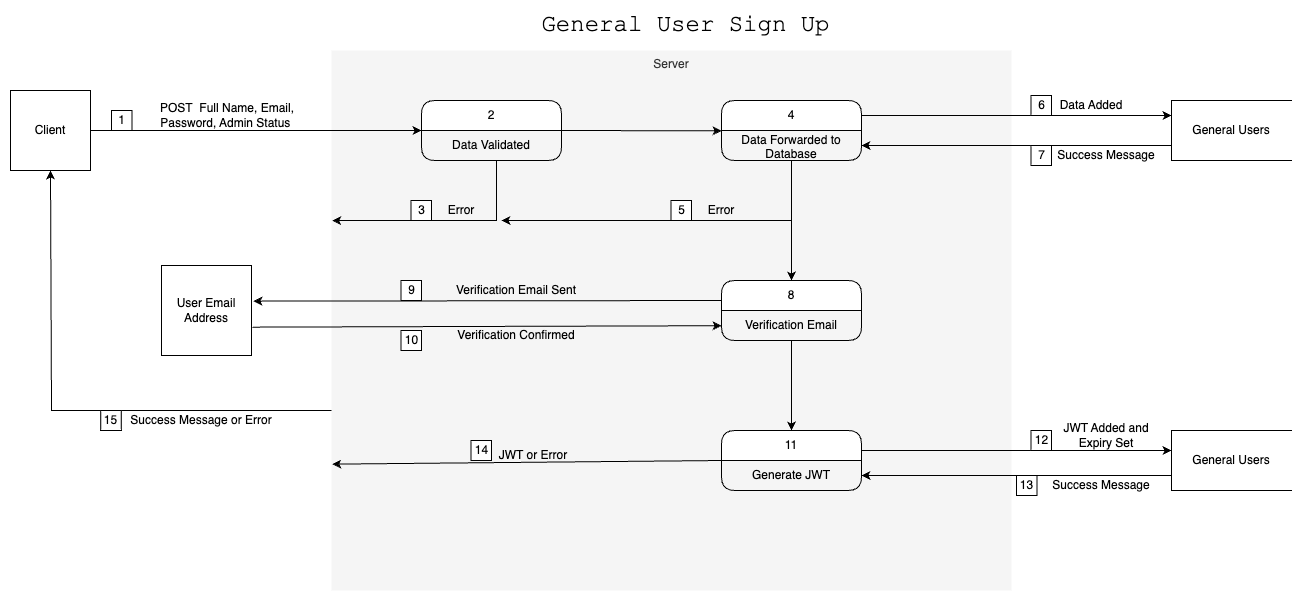 General User Sign Up
Server
Client
1
POST  Full Name, Email,
Password, Admin Status
2
Data Validated
4
Data Forwarded to
Database
6
Data Added
General Users
7
Success Message
3
Error
5
Error
User Email
Address
9
Verification Email Sent
10
Verification Confirmed
8
Verification Email
15
Success Message or Error
14
JWT or Error
11
Generate JWT
12
JWT Added and
Expiry Set
General Users
13
Success Message